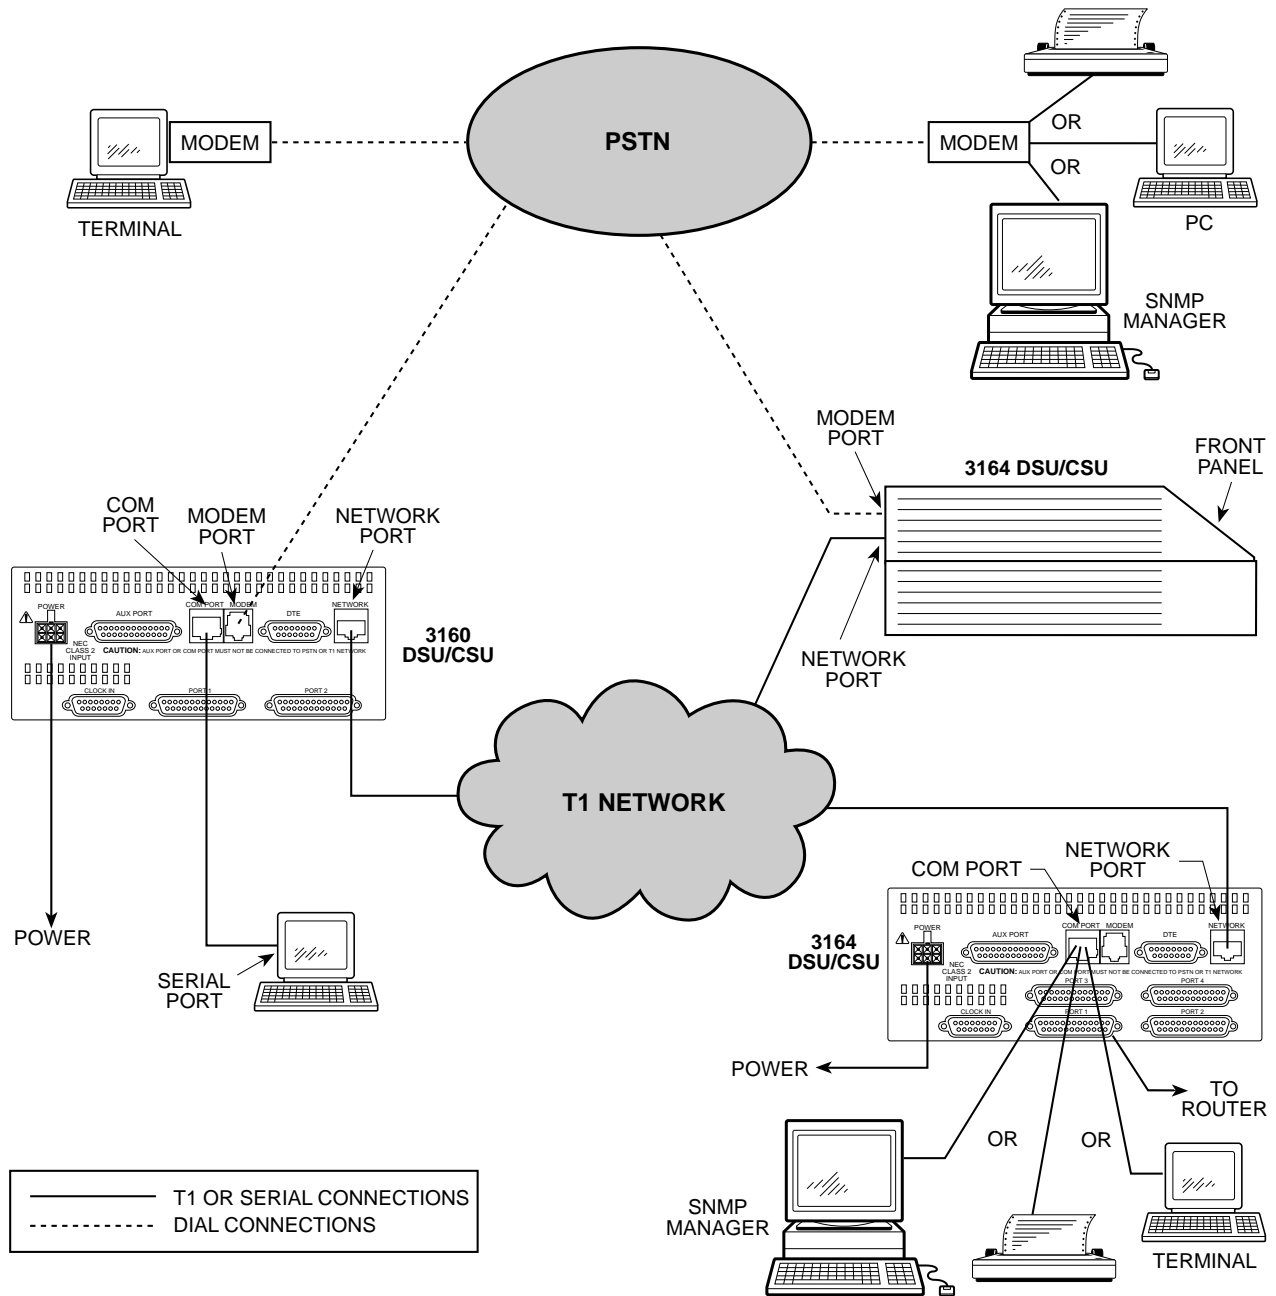 PSTN
MODEM
TERMINAL
MODEM
OR
OR
PC
SNMP
MANAGER
MODEM
PORT
3164 DSU/CSU
FRONT
PANEL
NETWORK
PORT
COM
PORT
MODEM
PORT
NETWORK
PORT
POWER
AUX PORT
COM PORT
MODEM
DTE
NETWORK
NEC
CLASS 2
INPUT
CAUTION: AUX PORT OR COM PORT MUST NOT BE CONNECTED TO PSTN OR T1 NETWORK
CLOCK IN
PORT 1
PORT 2
3160
DSU/CSU
T1 NETWORK
POWER
SERIAL
PORT
COM PORT
NETWORK
PORT
3164
DSU/CSU
POWER
AUX PORT
COM PORT
MODEM
DTE
NETWORK
NEC
CLASS 2
INPUT
CAUTION: AUX PORT OR COM PORT MUST NOT BE CONNECTED TO PSTN OR T1 NETWORK
PORT 3
PORT 4
CLOCK IN
PORT 1
PORT 2
POWER
TO
ROUTER
OR
OR
SNMP
MANAGER
TERMINAL
T1 OR SERIAL CONNECTIONS
DIAL CONNECTIONS